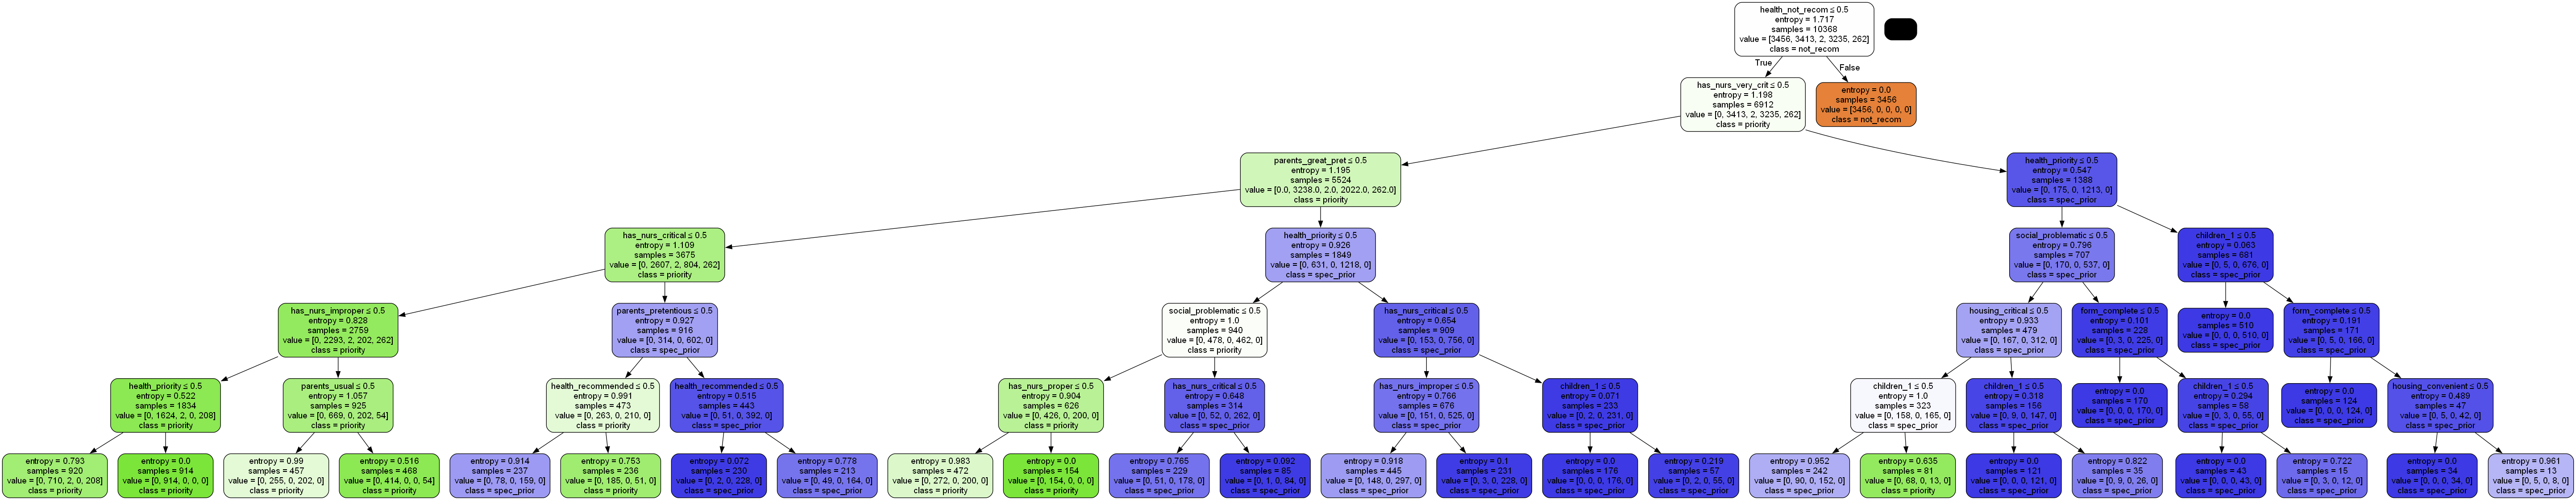 health_not_recom ≤ 0.5
entropy = 1.717
samples = 10368
value = [3456, 3413, 2, 3235, 262]
class = not_recom
True
False
has_nurs_very_crit ≤ 0.5
entropy = 1.198
samples = 6912
value = [0, 3413, 2, 3235, 262]
class = priority
entropy = 0.0
samples = 3456
value = [3456, 0, 0, 0, 0]
class = not_recom
parents_great_pret ≤ 0.5
entropy = 1.195
samples = 5524
value = [0.0, 3238.0, 2.0, 2022.0, 262.0]
class = priority
health_priority ≤ 0.5
entropy = 0.547
samples = 1388
value = [0, 175, 0, 1213, 0]
class = spec_prior
has_nurs_critical ≤ 0.5
entropy = 1.109
samples = 3675
value = [0, 2607, 2, 804, 262]
class = priority
health_priority ≤ 0.5
entropy = 0.926
samples = 1849
value = [0, 631, 0, 1218, 0]
class = spec_prior
social_problematic ≤ 0.5
entropy = 0.796
samples = 707
value = [0, 170, 0, 537, 0]
class = spec_prior
children_1 ≤ 0.5
entropy = 0.063
samples = 681
value = [0, 5, 0, 676, 0]
class = spec_prior
has_nurs_improper ≤ 0.5
entropy = 0.828
samples = 2759
value = [0, 2293, 2, 202, 262]
class = priority
parents_pretentious ≤ 0.5
entropy = 0.927
samples = 916
value = [0, 314, 0, 602, 0]
class = spec_prior
social_problematic ≤ 0.5
entropy = 1.0
samples = 940
value = [0, 478, 0, 462, 0]
class = priority
has_nurs_critical ≤ 0.5
entropy = 0.654
samples = 909
value = [0, 153, 0, 756, 0]
class = spec_prior
housing_critical ≤ 0.5
entropy = 0.933
samples = 479
value = [0, 167, 0, 312, 0]
class = spec_prior
form_complete ≤ 0.5
entropy = 0.101
samples = 228
value = [0, 3, 0, 225, 0]
class = spec_prior
entropy = 0.0
samples = 510
value = [0, 0, 0, 510, 0]
class = spec_prior
form_complete ≤ 0.5
entropy = 0.191
samples = 171
value = [0, 5, 0, 166, 0]
class = spec_prior
health_priority ≤ 0.5
entropy = 0.522
samples = 1834
value = [0, 1624, 2, 0, 208]
class = priority
parents_usual ≤ 0.5
entropy = 1.057
samples = 925
value = [0, 669, 0, 202, 54]
class = priority
health_recommended ≤ 0.5
entropy = 0.991
samples = 473
value = [0, 263, 0, 210, 0]
class = priority
health_recommended ≤ 0.5
entropy = 0.515
samples = 443
value = [0, 51, 0, 392, 0]
class = spec_prior
has_nurs_proper ≤ 0.5
entropy = 0.904
samples = 626
value = [0, 426, 0, 200, 0]
class = priority
has_nurs_critical ≤ 0.5
entropy = 0.648
samples = 314
value = [0, 52, 0, 262, 0]
class = spec_prior
has_nurs_improper ≤ 0.5
entropy = 0.766
samples = 676
value = [0, 151, 0, 525, 0]
class = spec_prior
children_1 ≤ 0.5
entropy = 0.071
samples = 233
value = [0, 2, 0, 231, 0]
class = spec_prior
children_1 ≤ 0.5
entropy = 1.0
samples = 323
value = [0, 158, 0, 165, 0]
class = spec_prior
children_1 ≤ 0.5
entropy = 0.318
samples = 156
value = [0, 9, 0, 147, 0]
class = spec_prior
entropy = 0.0
samples = 170
value = [0, 0, 0, 170, 0]
class = spec_prior
children_1 ≤ 0.5
entropy = 0.294
samples = 58
value = [0, 3, 0, 55, 0]
class = spec_prior
entropy = 0.0
samples = 124
value = [0, 0, 0, 124, 0]
class = spec_prior
housing_convenient ≤ 0.5
entropy = 0.489
samples = 47
value = [0, 5, 0, 42, 0]
class = spec_prior
entropy = 0.793
samples = 920
value = [0, 710, 2, 0, 208]
class = priority
entropy = 0.0
samples = 914
value = [0, 914, 0, 0, 0]
class = priority
entropy = 0.99
samples = 457
value = [0, 255, 0, 202, 0]
class = priority
entropy = 0.516
samples = 468
value = [0, 414, 0, 0, 54]
class = priority
entropy = 0.914
samples = 237
value = [0, 78, 0, 159, 0]
class = spec_prior
entropy = 0.753
samples = 236
value = [0, 185, 0, 51, 0]
class = priority
entropy = 0.072
samples = 230
value = [0, 2, 0, 228, 0]
class = spec_prior
entropy = 0.778
samples = 213
value = [0, 49, 0, 164, 0]
class = spec_prior
entropy = 0.983
samples = 472
value = [0, 272, 0, 200, 0]
class = priority
entropy = 0.0
samples = 154
value = [0, 154, 0, 0, 0]
class = priority
entropy = 0.765
samples = 229
value = [0, 51, 0, 178, 0]
class = spec_prior
entropy = 0.092
samples = 85
value = [0, 1, 0, 84, 0]
class = spec_prior
entropy = 0.918
samples = 445
value = [0, 148, 0, 297, 0]
class = spec_prior
entropy = 0.1
samples = 231
value = [0, 3, 0, 228, 0]
class = spec_prior
entropy = 0.0
samples = 176
value = [0, 0, 0, 176, 0]
class = spec_prior
entropy = 0.219
samples = 57
value = [0, 2, 0, 55, 0]
class = spec_prior
entropy = 0.952
samples = 242
value = [0, 90, 0, 152, 0]
class = spec_prior
entropy = 0.635
samples = 81
value = [0, 68, 0, 13, 0]
class = priority
entropy = 0.0
samples = 121
value = [0, 0, 0, 121, 0]
class = spec_prior
entropy = 0.822
samples = 35
value = [0, 9, 0, 26, 0]
class = spec_prior
entropy = 0.0
samples = 43
value = [0, 0, 0, 43, 0]
class = spec_prior
entropy = 0.722
samples = 15
value = [0, 3, 0, 12, 0]
class = spec_prior
entropy = 0.0
samples = 34
value = [0, 0, 0, 34, 0]
class = spec_prior
entropy = 0.961
samples = 13
value = [0, 5, 0, 8, 0]
class = spec_prior